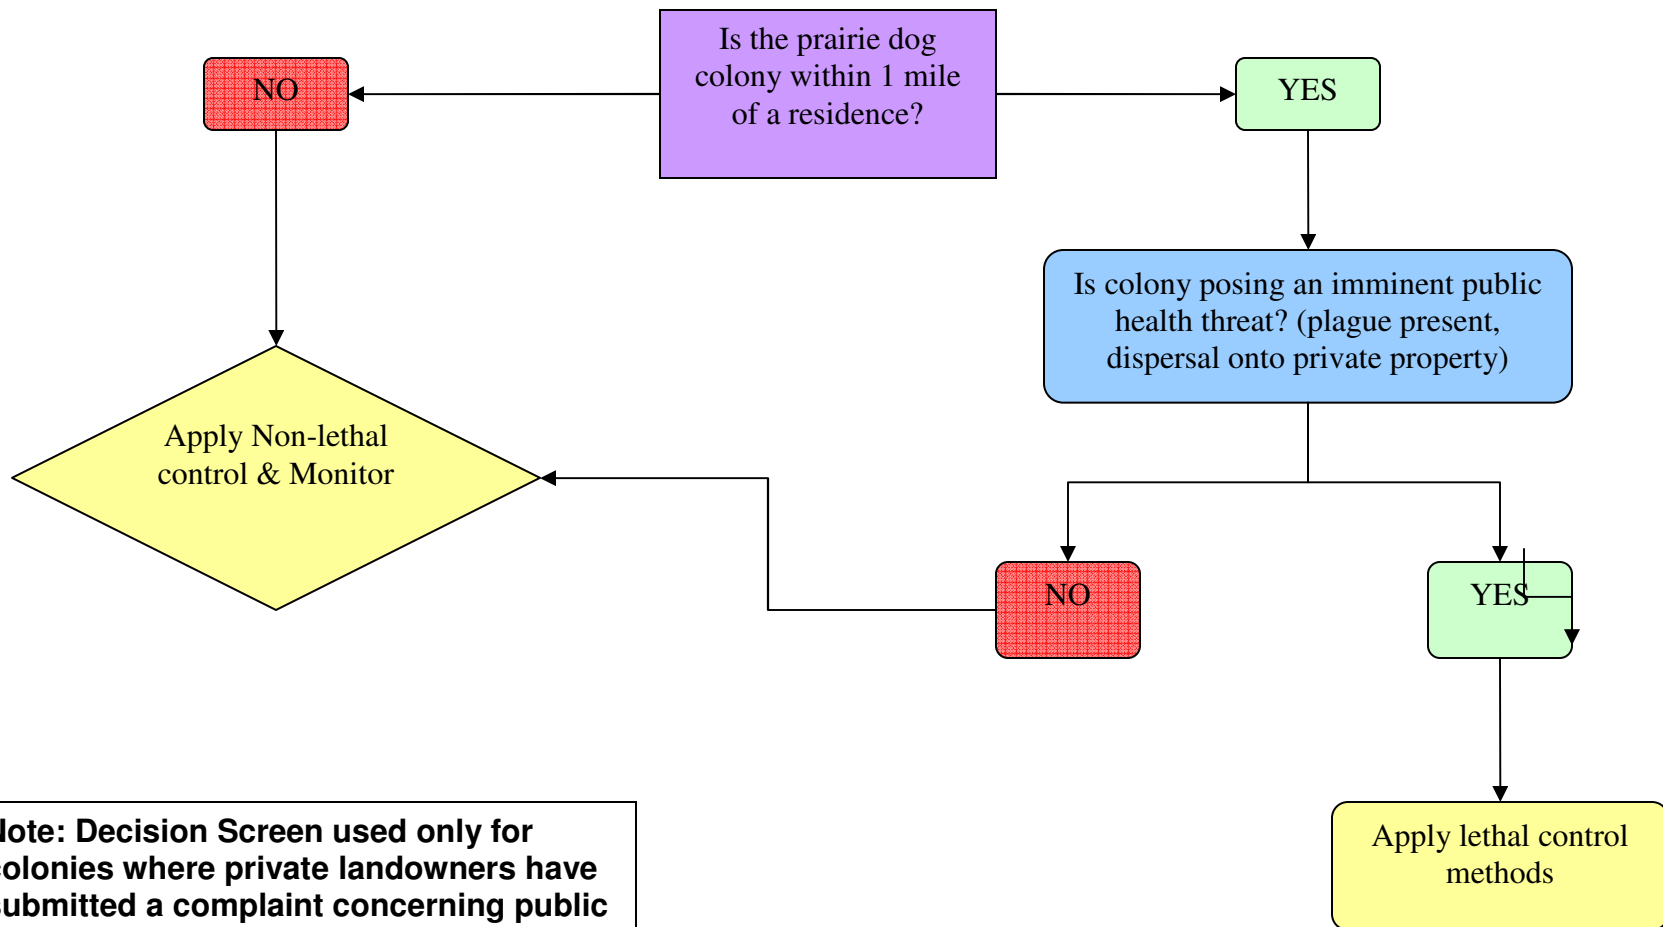 Is the prairie dog
colony within 1 mile
of a residence?
NO
YES
Is colony posing an imminent public
health threat? (plague present,
dispersal onto private property)
Apply Non-lethal
control & Monitor
NO
YES
Note: Decision Screen used only for
colonies where private landowners have
submitted a complaint concerning public
Apply lethal control
methods